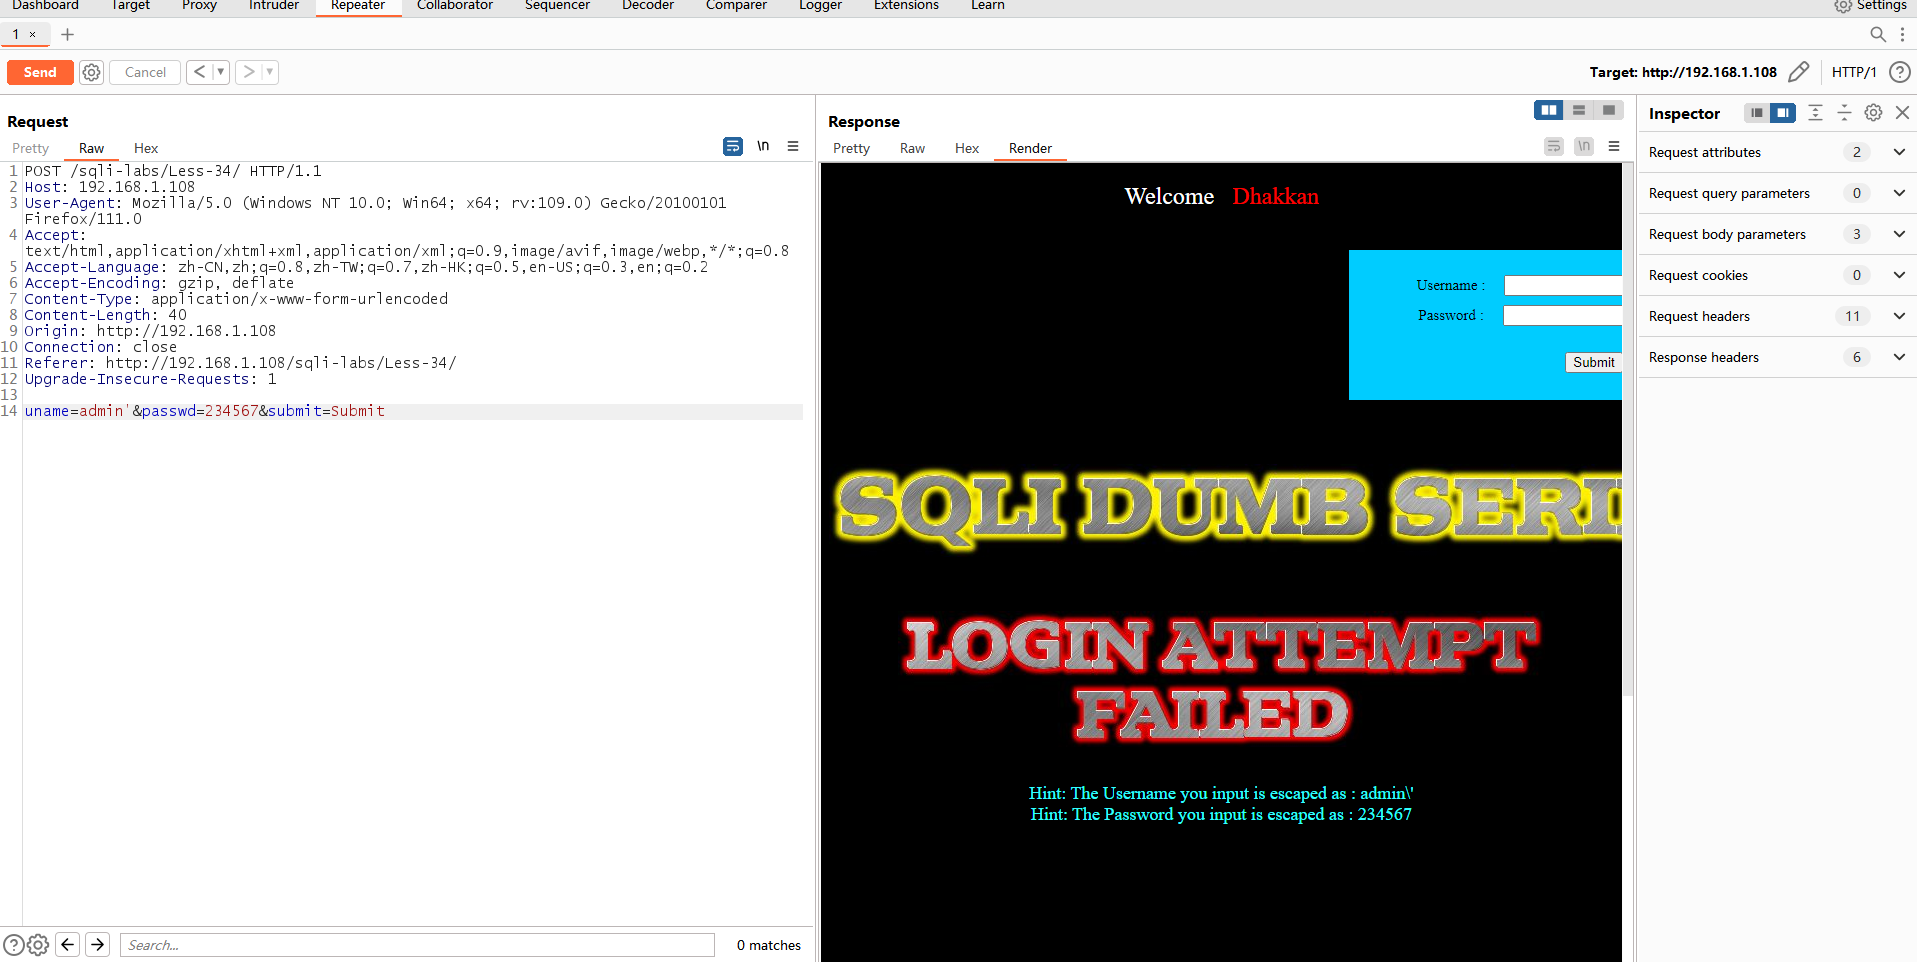 Dashboard Target Proxy Intruder Repeater Collaborator Sequencer Decoder Comparer Logger Extensions Learn Settings
1 × +
Send Cancel < > Target: http://192.168.1.108 HTTP/1 ?
Request
Pretty Raw Hex \n
1 POST /sqli-labs/Less-34/ HTTP/1.1
2 Host: 192.168.1.108
3 User-Agent: Mozilla/5.0 (Windows NT 10.0; Win64; x64; rv:109.0) Gecko/20100101
Firefox/111.0
4 Accept:
text/html,application/xhtml+xml,application/xml;q=0.9,image/avif,image/webp,*/*;q=0.8
5 Accept-Language: zh-CN,zh;q=0.8,zh-TW;q=0.7,zh-HK;q=0.5,en-US;q=0.3,en;q=0.2
6 Accept-Encoding: gzip, deflate
7 Content-Type: application/x-www-form-urlencoded
8 Content-Length: 40
9 Origin: http://192.168.1.108
10 Connection: close
11 Referer: http://192.168.1.108/sqli-labs/Less-34/
12 Upgrade-Insecure-Requests: 1
13
14 uname=admin'&passwd=234567&submit=Submit
? Search... 0 matches
Response
Pretty Raw Hex Render \n
Welcome Dhakkan
Username :
Password :
Submit
SQLI DUMB SERI
LOGIN ATTEMPT
FAILED
Hint: The Username you input is escaped as : admin\'
Hint: The Password you input is escaped as : 234567
Inspector
Request attributes 2
Request query parameters 0
Request body parameters 3
Request cookies 0
Request headers 11
Response headers 6